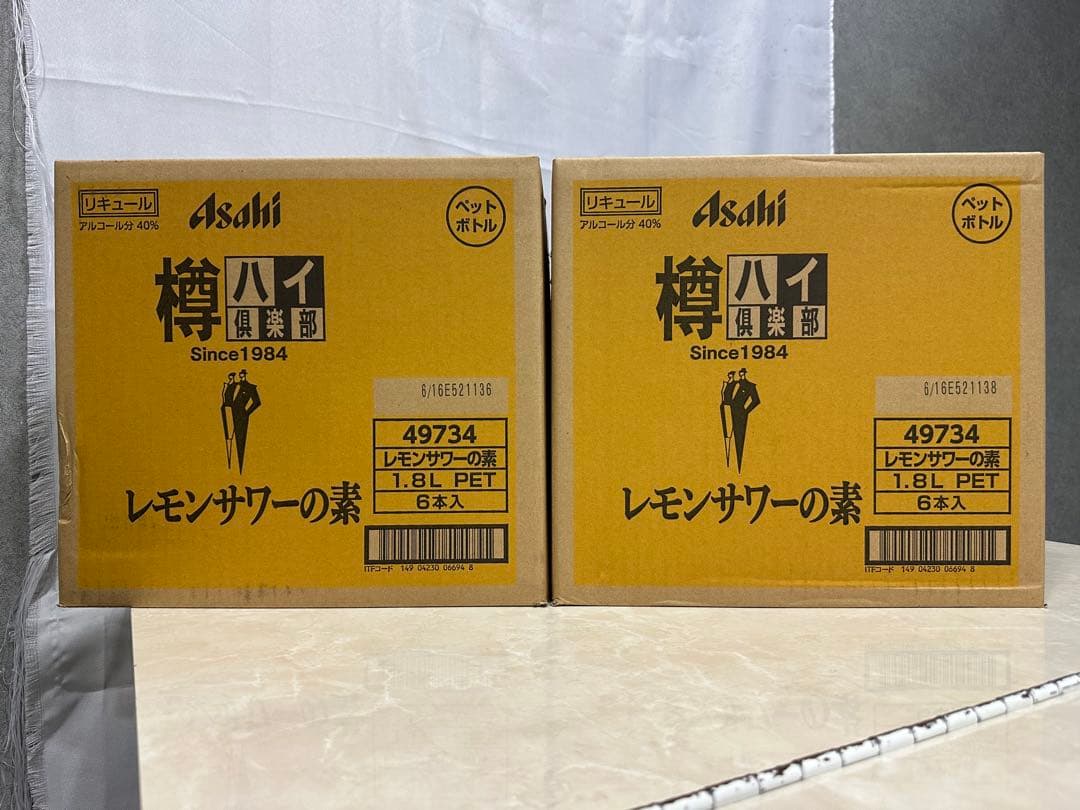 リキュール
アルコール分 40%
Asahi
ペット
ボトル
樽ハイ
倶楽部
Since1984
6/16E521136
49734
レモンサワーの素
1.8L PET
6本入
レモンサワーの素
ITFコード 149 04230 06694 8
リキュール
アルコール分 40%
Asahi
ペット
ボトル
樽ハイ
倶楽部
Since1984
6/16E521138
49734
レモンサワーの素
1.8L PET
6本入
レモンサワーの素
ITFコード 149 04230 06694 8